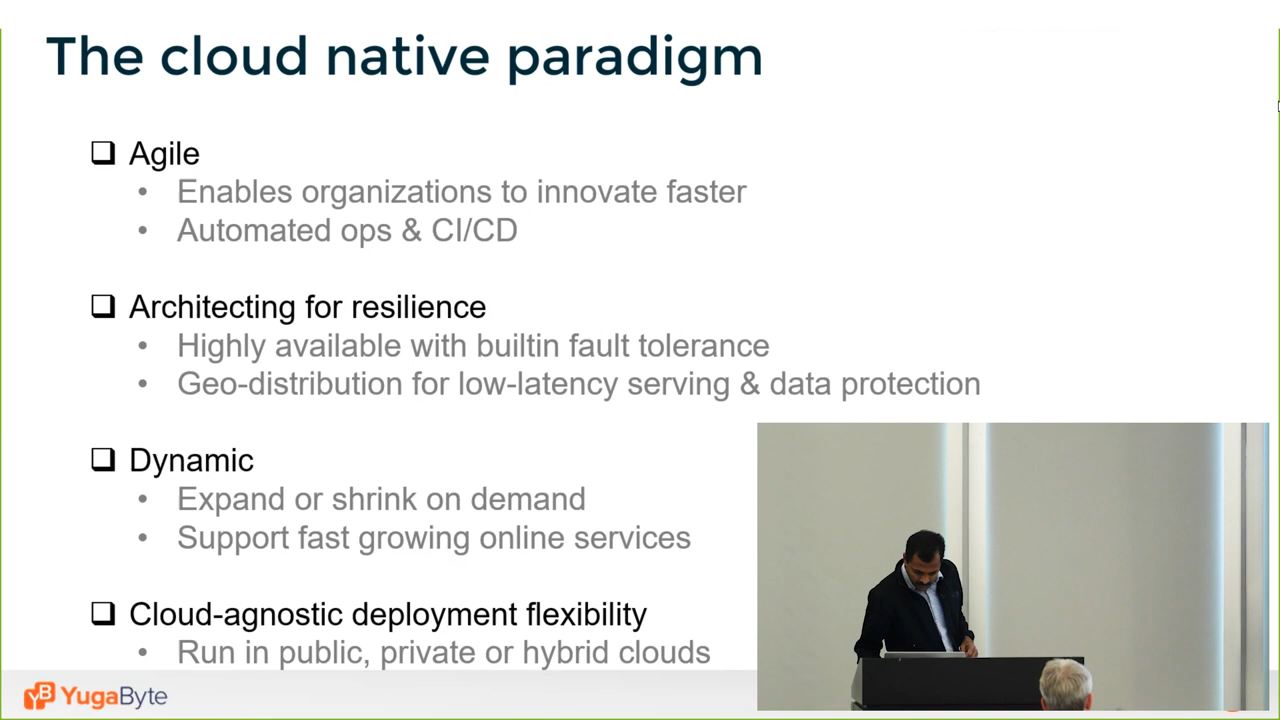 The cloud native paradigm
❑ Agile
• Enables organizations to innovate faster
• Automated ops & CI/CD
❑ Architecting for resilience
• Highly available with builtin fault tolerance
• Geo-distribution for low-latency serving & data protection
❑ Dynamic
• Expand or shrink on demand
• Support fast growing online services
❑ Cloud-agnostic deployment flexibility
• Run in public, private or hybrid clouds
YB YugaByte